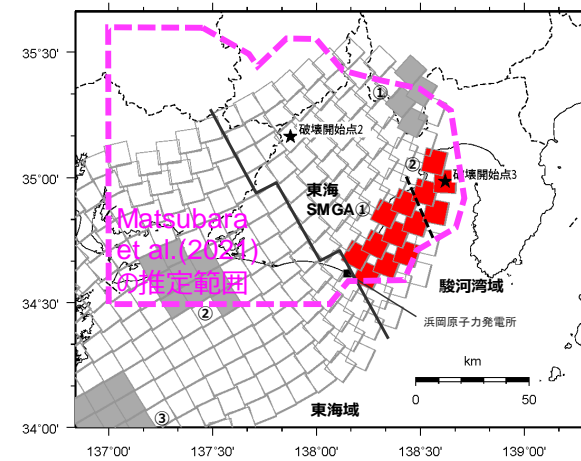 35°30'
①
破壊開始点2
②
破壊開始点3
35°00'
東海
SMGA①
Matsubara
et al.(2021)
の推定範囲
駿河湾域
34°30'
②
浜岡原子力発電所
km
0
50
東海域
③
34°00'
137°00'
137°30'
138°00'
138°30'
139°00'